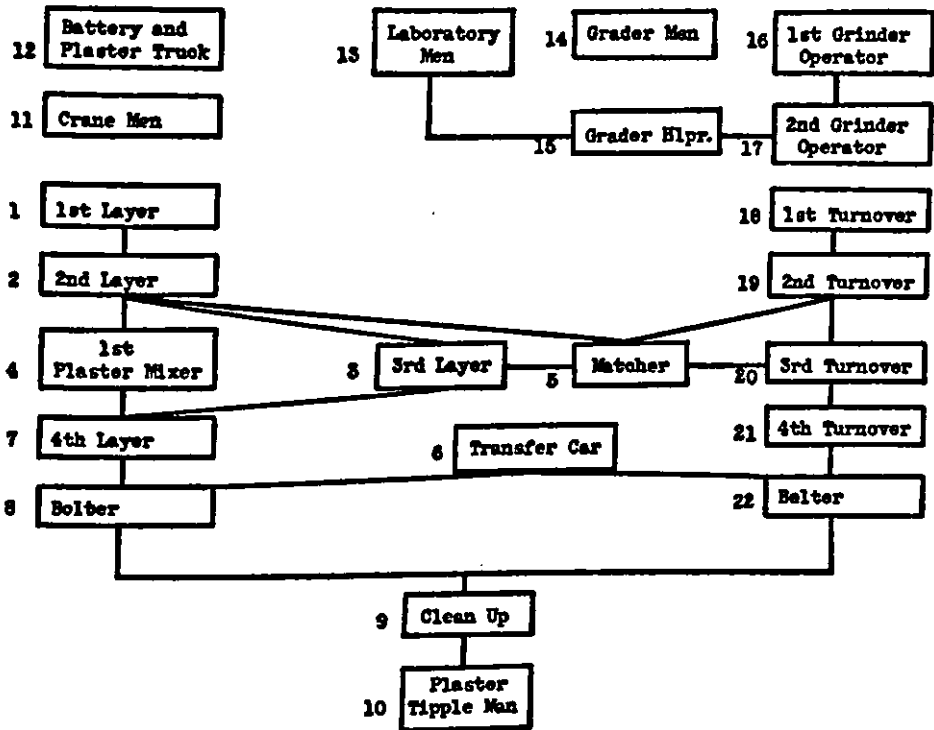 12 Battery and
Plaster Truck
13 Laboratory
Men
14 Grader Men
16 1st Grinder
Operator
11 Crane Men
15 Grader Hlpr.
17 2nd Grinder
Operator
1 1st Layer
18 1st Turnover
2 2nd Layer
19 2nd Turnover
4 1st
Plaster Mixer
3 3rd Layer
5 Matcher
20 3rd Turnover
7 4th Layer
6 Transfer Car
21 4th Turnover
8 Bolter
22 Belter
9 Clean Up
10 Plaster
Tipple Man